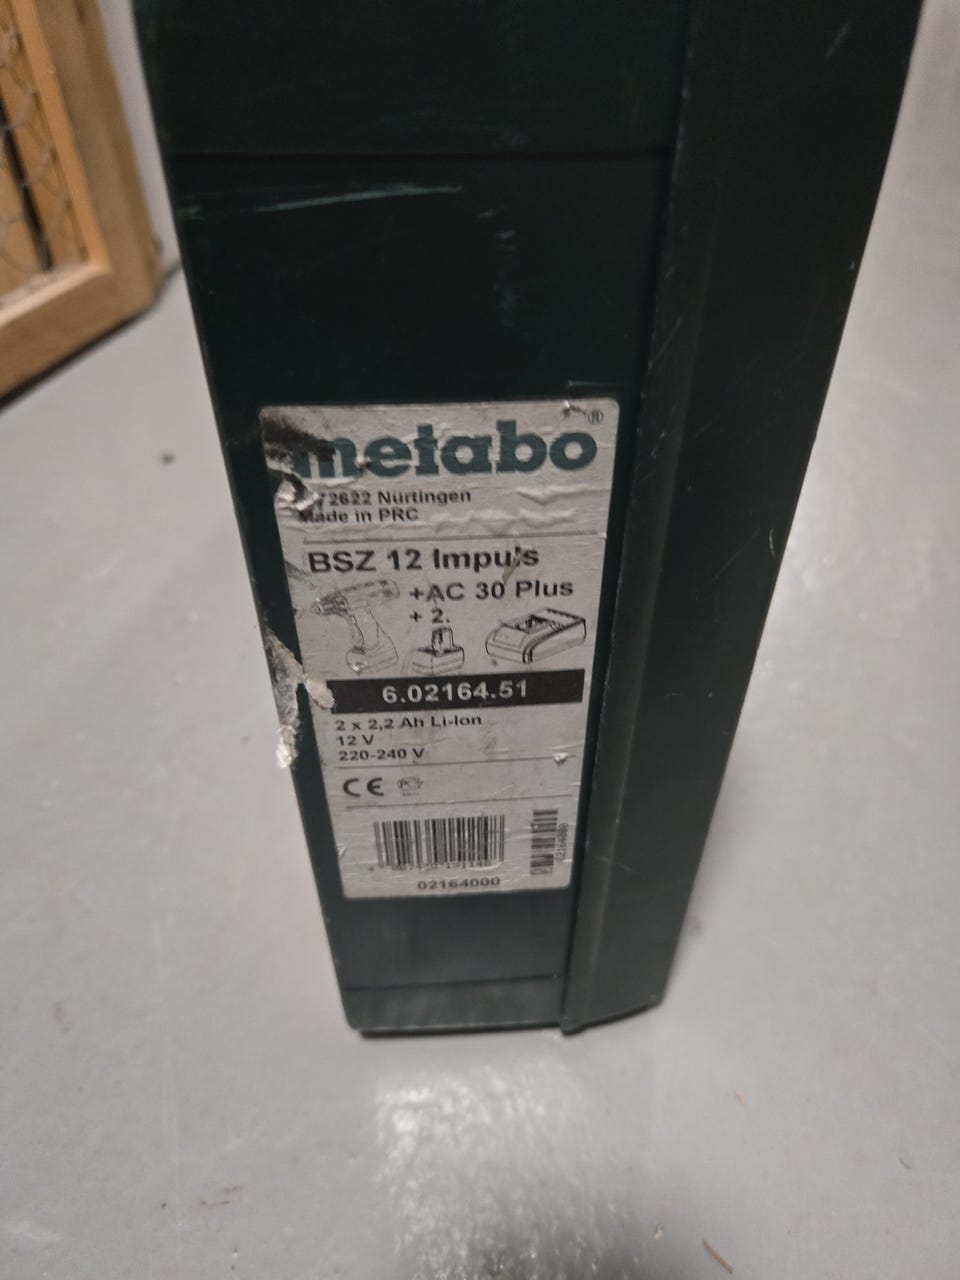 metabo®
72622 Nürtingen
Made in PRC
BSZ 12 Impuls
+AC 30 Plus
+ 2.
6.02164.51
2 x 2,2 Ah Li-Ion
12 V
220-240 V
CE
02164000
02164000